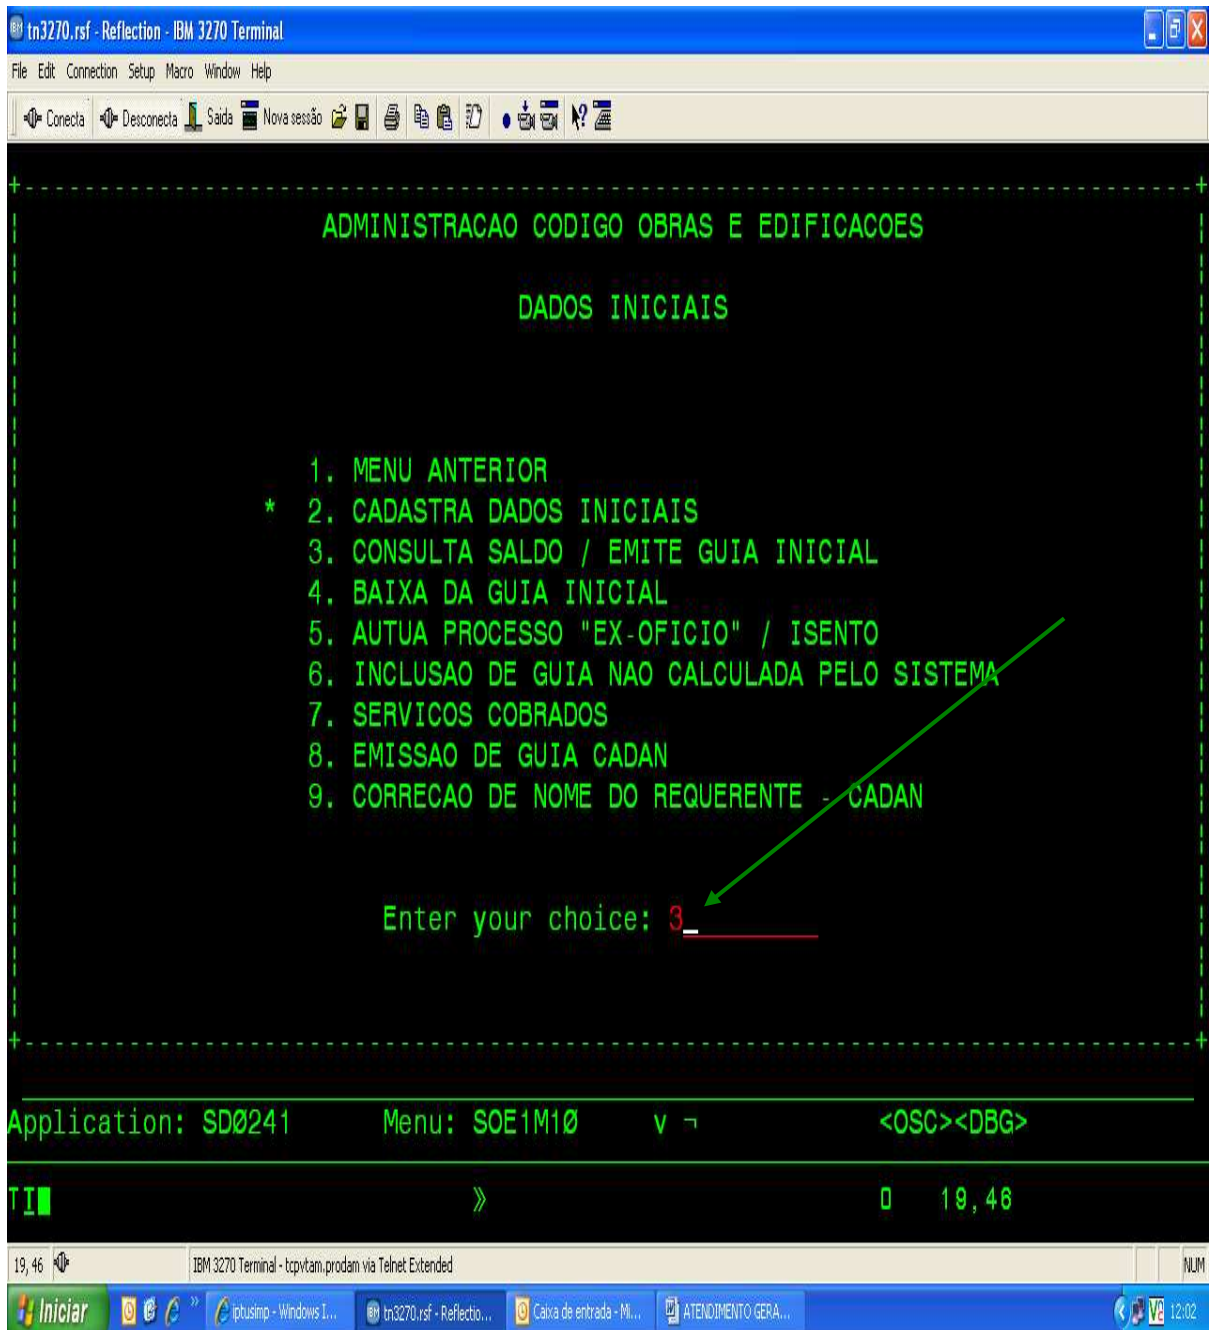 tn3270.rsf - Reflection - IBM 3270 Terminal
File Edit Connection Setup Macro Window Help
Conecta Desconecta Saida Nova sessão
ADMINISTRACAO CODIGO OBRAS E EDIFICACOES
DADOS INICIAIS
1. MENU ANTERIOR
* 2. CADASTRA DADOS INICIAIS
3. CONSULTA SALDO / EMITE GUIA INICIAL
4. BAIXA DA GUIA INICIAL
5. AUTUA PROCESSO "EX-OFICIO" / ISENTO
6. INCLUSAO DE GUIA NAO CALCULADA PELO SISTEMA
7. SERVICOS COBRADOS
8. EMISSAO DE GUIA CADAN
9. CORRECAO DE NOME DO REQUERENTE - CADAN
Enter your choice: 3_
Application: SDØ241 Menu: SOE1M1Ø v ¬ <OSC><DBG>
TI » 19,46
19, 46 IBM 3270 Terminal - tcpvtam.prodam via Telnet Extended NUM
Iniciar » iptusimp - Windows I... tn3270.rsf - Reflectio... Caixa de entrada - Mi... ATENDIMENTO GERA... 12:02